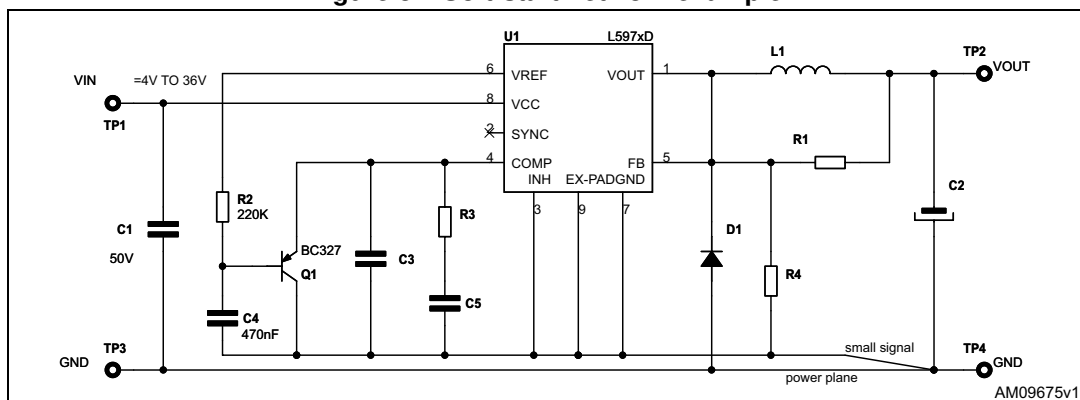 U1
L597xD
VIN
=4V TO 36V
TP1
6
VREF
VOUT
1
L1
TP2
VOUT
8
VCC
2
SYNC
4
COMP
FB
5
R1
INH
EX-PAD
GND
3
9
7
C1
50V
R2
220K
BC327
Q1
C3
R3
C5
C4
470nF
D1
R4
C2
TP3
GND
small signal
power plane
TP4
GND
AM09675v1